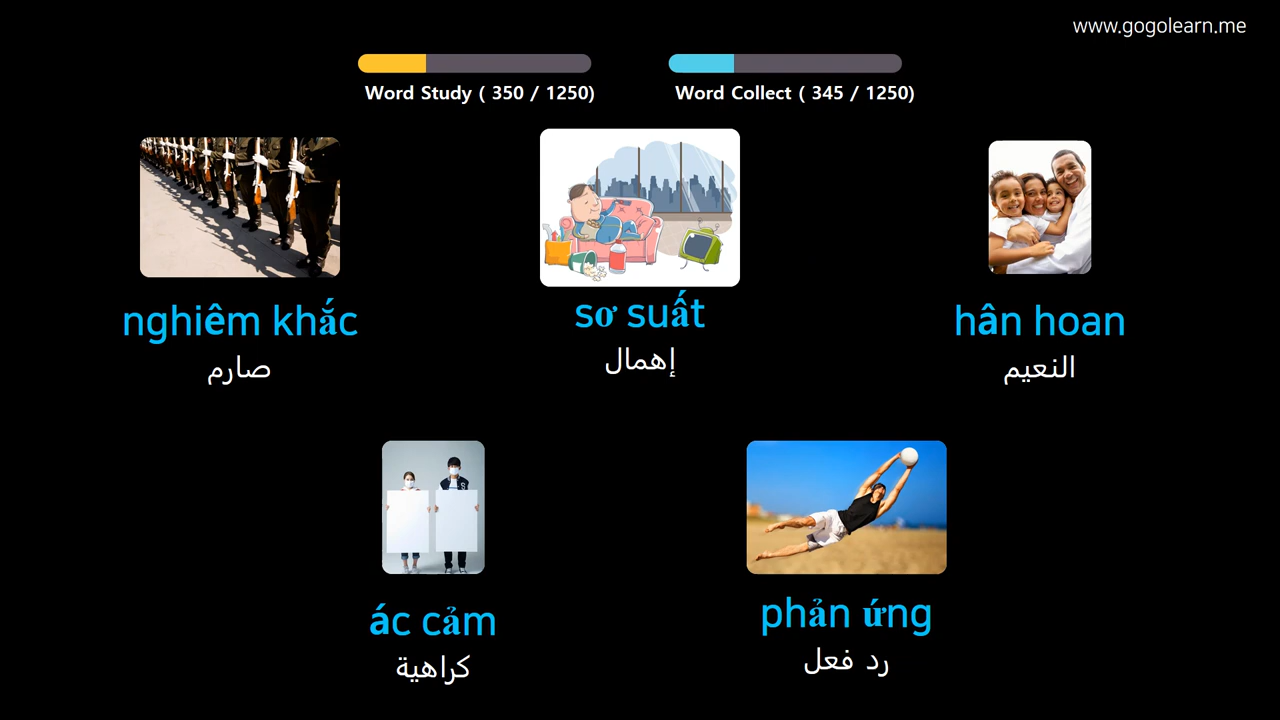 www.gogolearn.me
Word Study ( 350 / 1250)
Word Collect ( 345 / 1250)
nghiêm khắc
صارم
sơ suất
إهمال
hân hoan
النعيم
ác cảm
كراهية
phản ứng
رد فعل